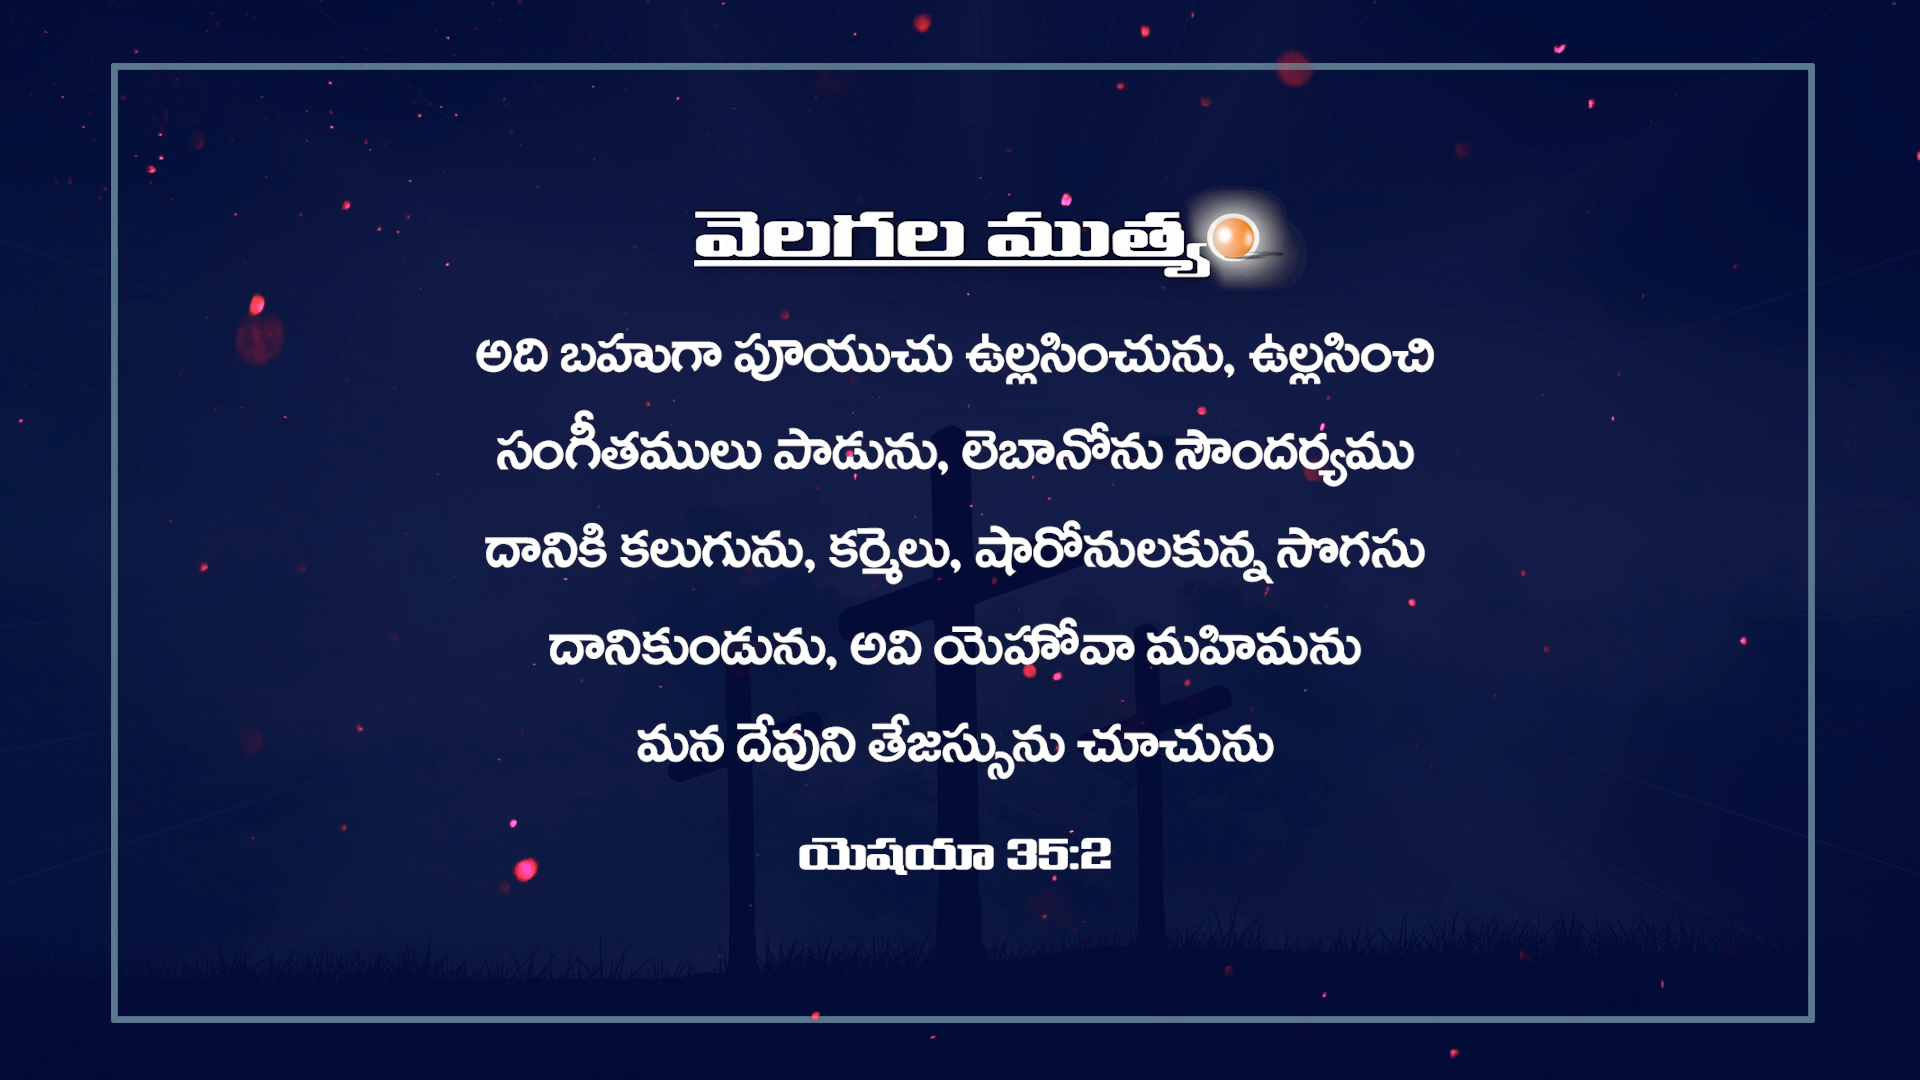 వెలగల ముత్యం
అది బహుగా పూయుచు ఉల్లసించును, ఉల్లసించి
సంగీతములు పాడును, లెబానోను సౌందర్యము
దానికి కలుగును, కర్మెలు, షారోనులకున్న సొగసు
దానికుండును, అవి యెహోవా మహిమను
మన దేవుని తేజస్సును చూచును
యెషయా 35:2